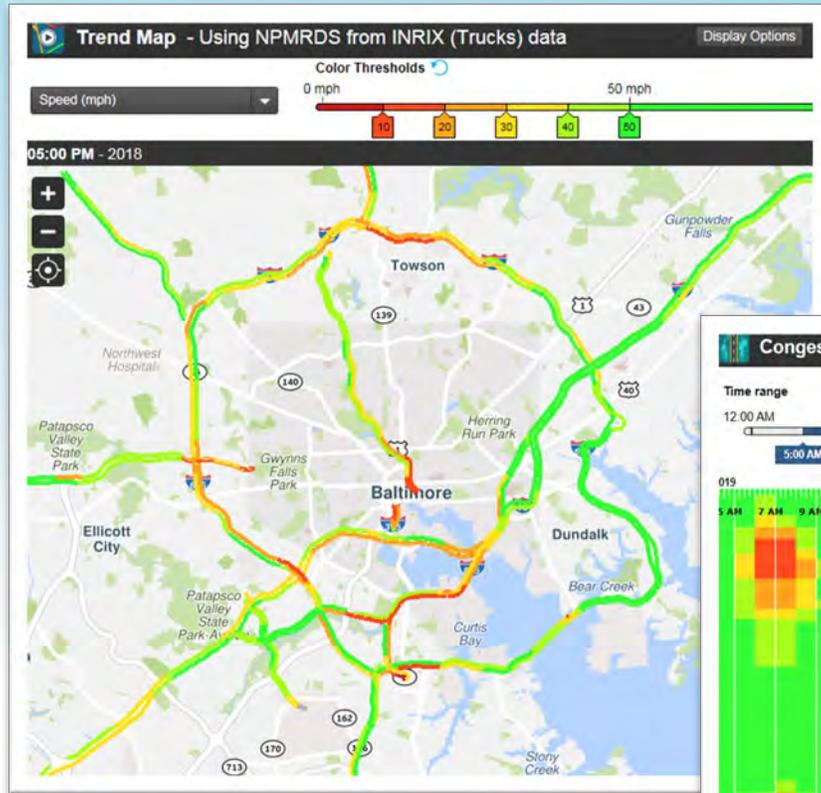 Trend Map - Using NPMRDS from INRIX (Trucks) data
Display Options
Color Thresholds
Speed (mph)
0 mph
50 mph
10
20
30
40
50
05:00 PM - 2018
+
−
Gunpowder
Falls
Towson
1
43
139
Northwest
Hospital
140
40
Patapsco
Valley
State
Park
Herring
Run Park
Gwynns
Falls
Park
Baltimore
Ellicott
City
Dundalk
Bear Creek
Patapsco
Valley
State
Curtis
Bay
162
170
713
Stony
Creek
Conges
Time range
12:00 AM
5:00 AM
019
5 AM
7 AM
9 AM